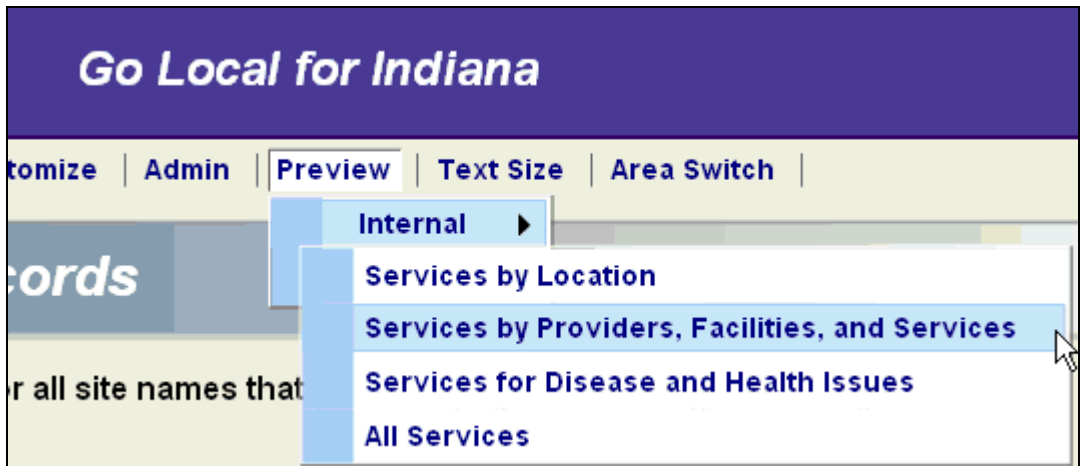 Go Local for Indiana
tomize | Admin | Preview | Text Size | Area Switch |
Internal
cords
Services by Location
Services by Providers, Facilities, and Services
r all site names that
Services for Disease and Health Issues
All Services